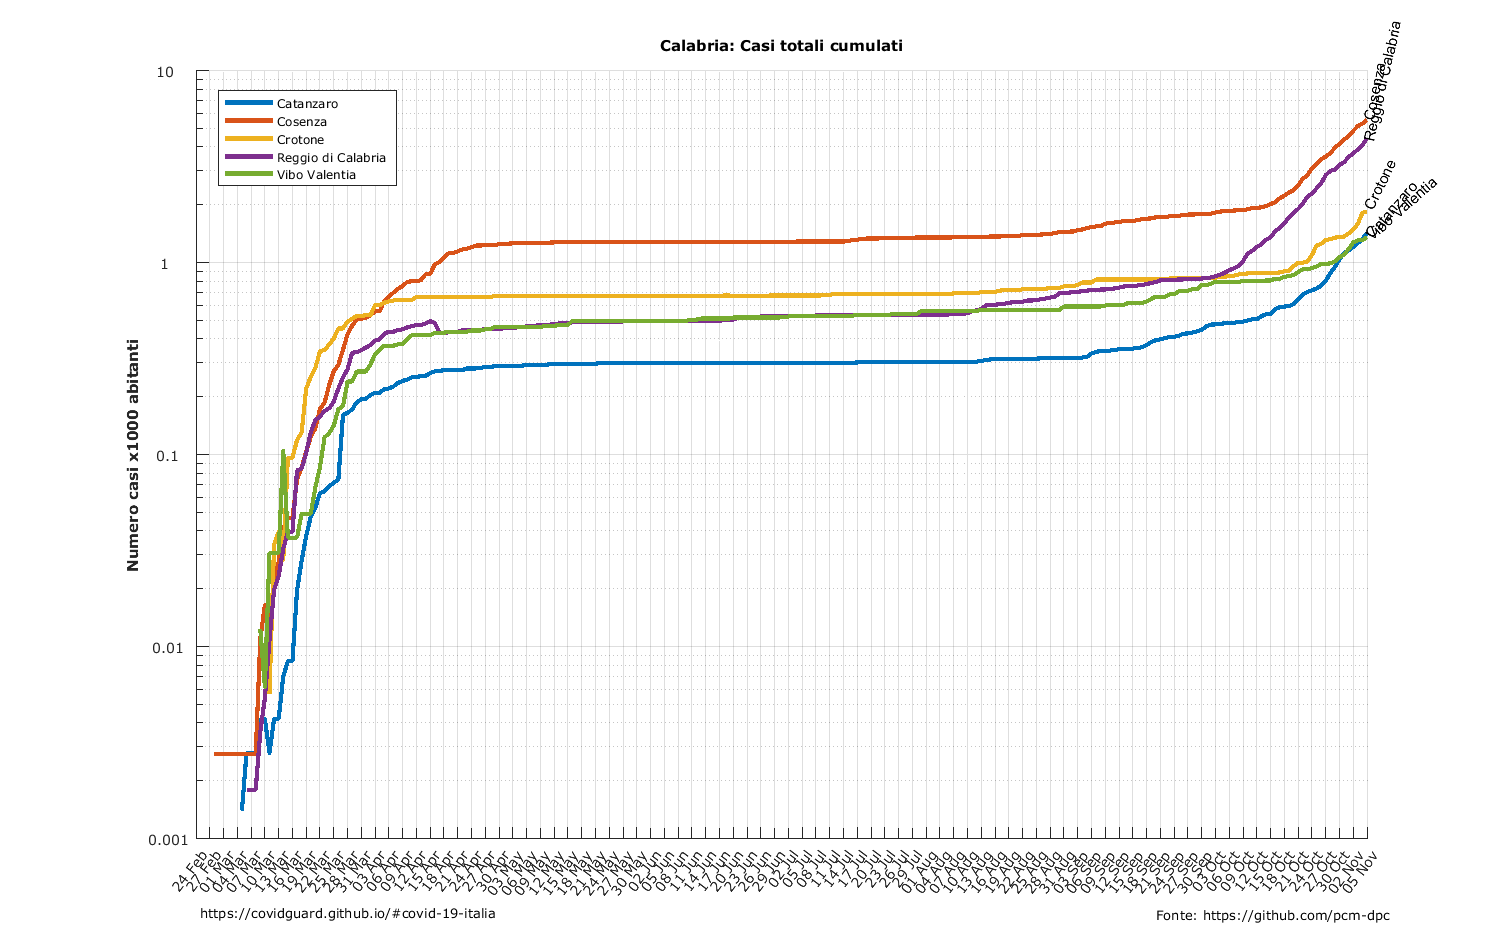 Calabria: Casi totali cumulati
Numero casi x1000 abitanti
10
1
0.1
0.01
0.001
Catanzaro
Cosenza
Crotone
Reggio di Calabria
Vibo Valentia
Cosenza
Reggio di Calabria
Crotone
Catanzaro
Vibo Valentia
24 Feb
27 Feb
01 Mar
04 Mar
07 Mar
10 Mar
13 Mar
16 Mar
19 Mar
22 Mar
25 Mar
28 Mar
31 Mar
03 Apr
06 Apr
09 Apr
12 Apr
15 Apr
18 Apr
21 Apr
24 Apr
27 Apr
30 Apr
03 May
06 May
09 May
12 May
15 May
18 May
21 May
24 May
27 May
30 May
02 Jun
05 Jun
08 Jun
11 Jun
14 Jun
17 Jun
20 Jun
23 Jun
26 Jun
29 Jun
02 Jul
05 Jul
08 Jul
11 Jul
14 Jul
17 Jul
20 Jul
23 Jul
26 Jul
29 Jul
01 Aug
04 Aug
07 Aug
10 Aug
13 Aug
16 Aug
19 Aug
22 Aug
25 Aug
28 Aug
31 Aug
03 Sep
06 Sep
09 Sep
12 Sep
15 Sep
18 Sep
21 Sep
24 Sep
27 Sep
30 Sep
03 Oct
06 Oct
09 Oct
12 Oct
15 Oct
18 Oct
21 Oct
24 Oct
27 Oct
30 Oct
02 Nov
05 Nov
https://covidguard.github.io/#covid-19-italia
Fonte: https://github.com/pcm-dpc